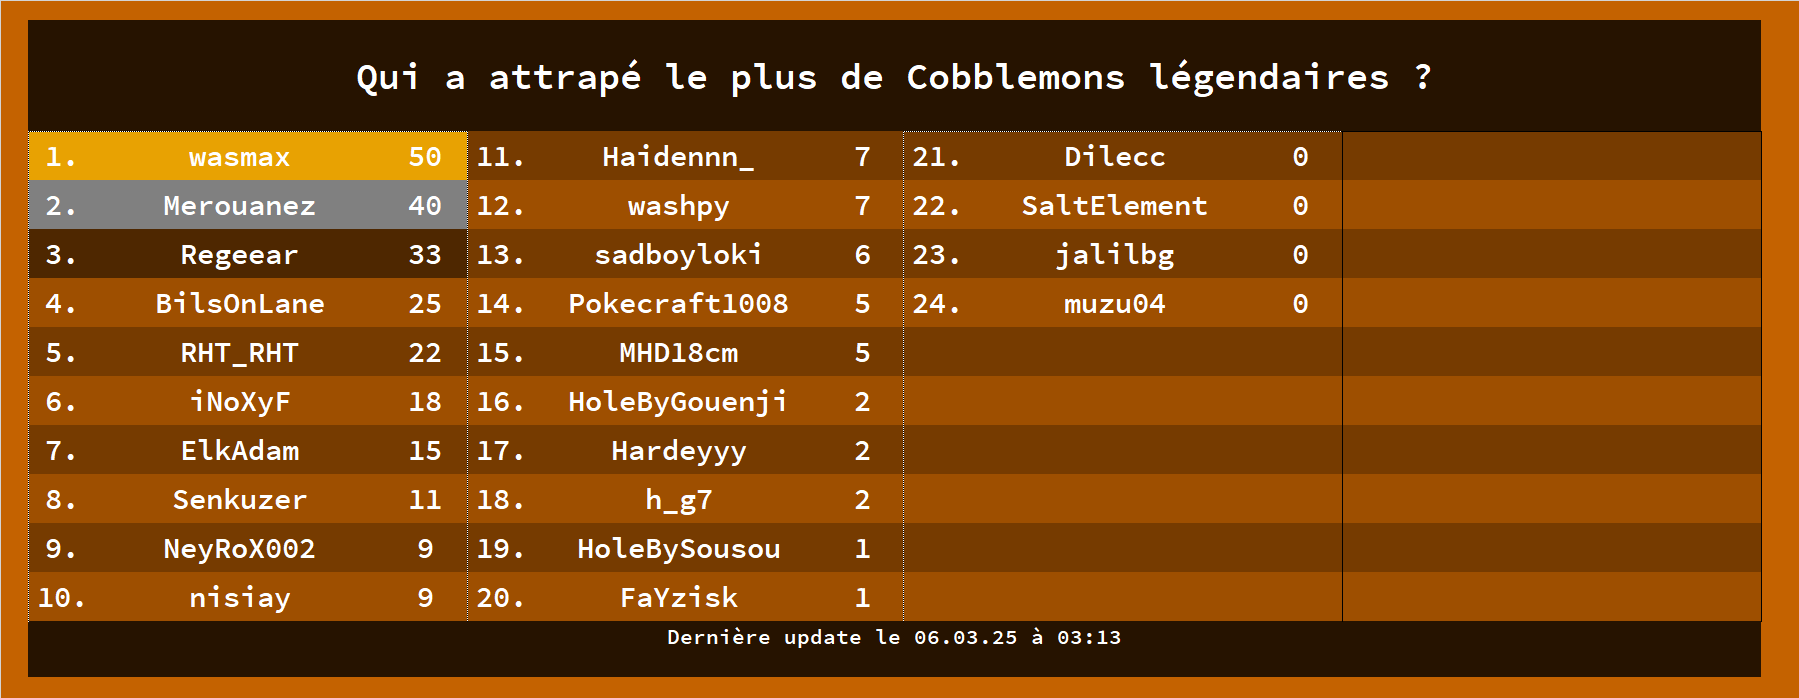 Qui a attrapé le plus de Cobblemons légendaires ?
1. wasmax 50
2. Merouanez 40
3. Regeear 33
4. BilsOnLane 25
5. RHT_RHT 22
6. iNoXyF 18
7. ElkAdam 15
8. Senkuzer 11
9. NeyRoX002 9
10. nisiay 9
11. Haidennn_ 7
12. washpy 7
13. sadboyloki 6
14. Pokecraft1008 5
15. MHD18cm 5
16. HoleByGouenji 2
17. Hardeyyy 2
18. h_g7 2
19. HoleBySousou 1
20. FaYzisk 1
21. Dilecc 0
22. SaltElement 0
23. jalilbg 0
24. muzu04 0
Dernière update le 06.03.25 à 03:13